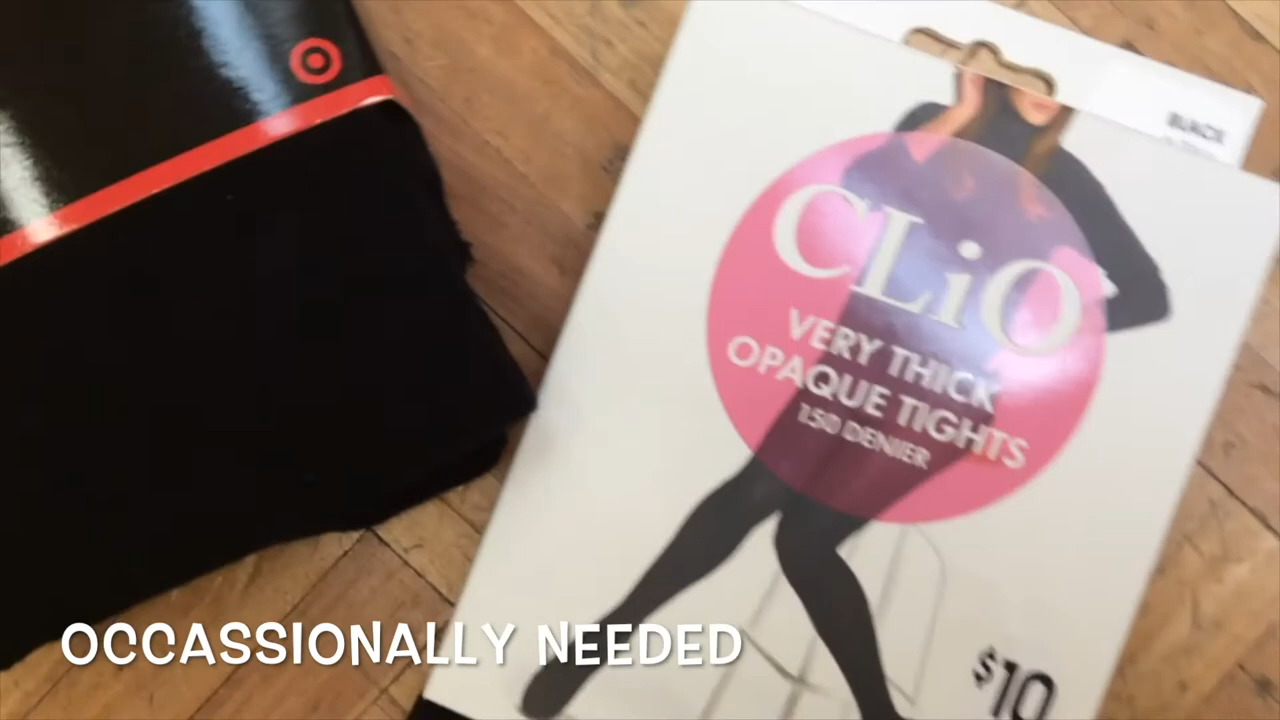 BLACK
CLiO
VERY THICK
OPAQUE TIGHTS
150 DENIER
$10
OCCASSIONALLY NEEDED